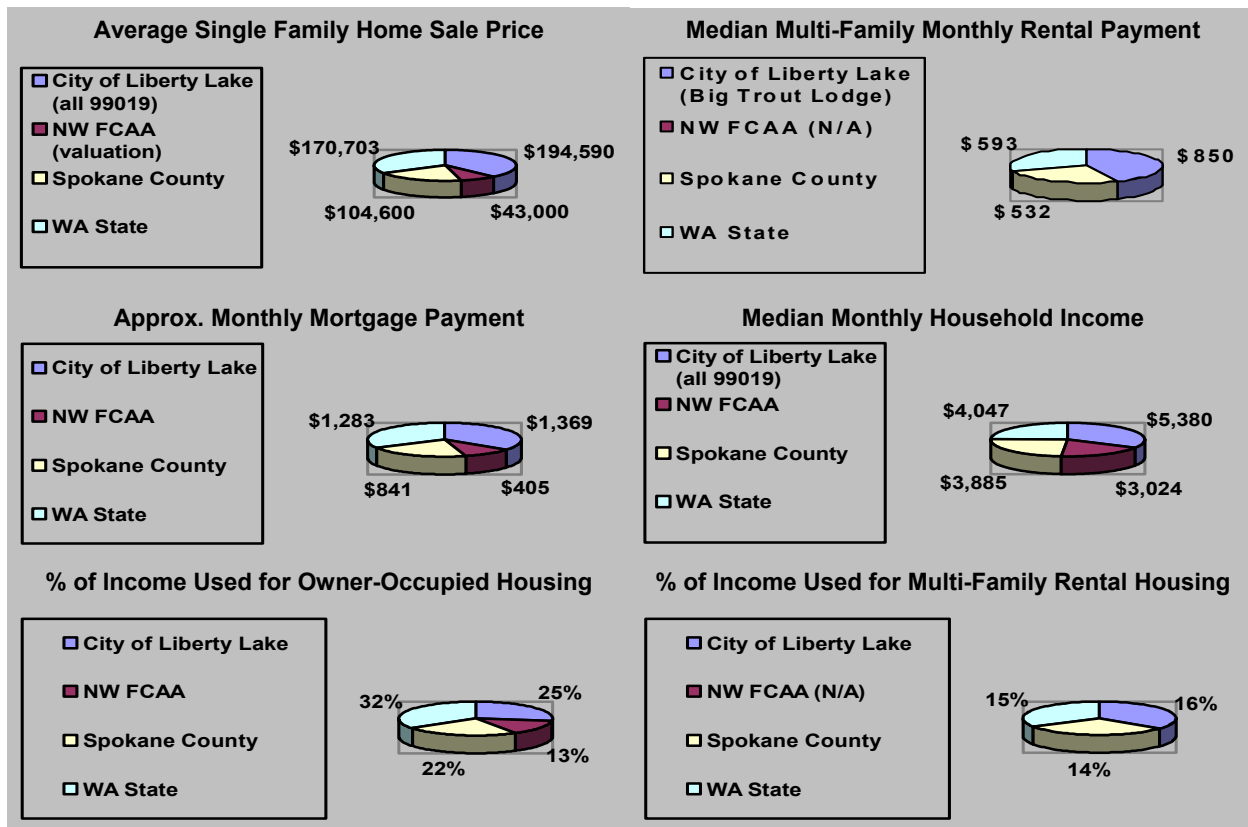 Average Single Family Home Sale Price
City of Liberty Lake
(all 99019)
NW FCAA
(valuation)
Spokane County
WA State
$170,703
$194,590
$104,600
$43,000
Median Multi-Family Monthly Rental Payment
City of Liberty Lake
(Big Trout Lodge)
NW FCAA (N/A)
Spokane County
WA State
$ 593
$ 850
$ 532
Approx. Monthly Mortgage Payment
City of Liberty Lake
NW FCAA
Spokane County
WA State
$1,283
$1,369
$841
$405
Median Monthly Household Income
City of Liberty Lake
(all 99019)
NW FCAA
Spokane County
WA State
$4,047
$5,380
$3,885
$3,024
% of Income Used for Owner-Occupied Housing
City of Liberty Lake
NW FCAA
Spokane County
WA State
32%
25%
22%
13%
% of Income Used for Multi-Family Rental Housing
City of Liberty Lake
NW FCAA (N/A)
Spokane County
WA State
15%
16%
14%